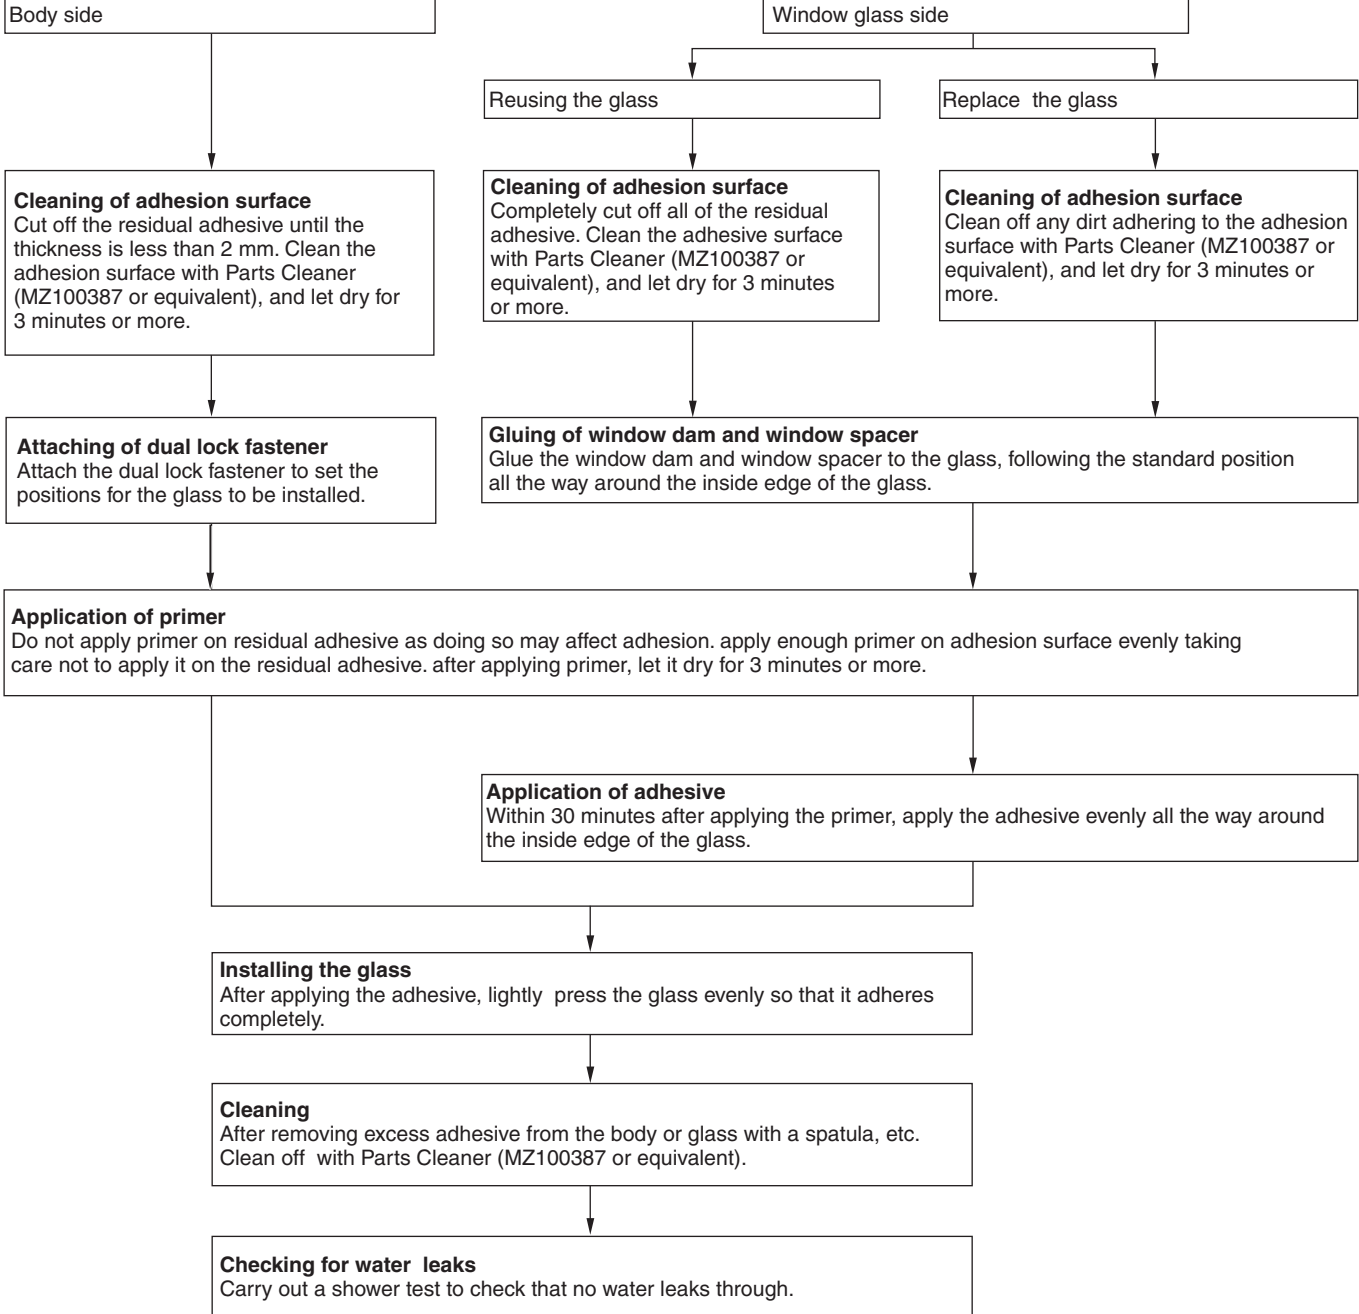 Body side
Window glass side
Reusing the glass
Replace the glass
Cleaning of adhesion surface
Cut off the residual adhesive until the
thickness is less than 2 mm. Clean the
adhesion surface with Parts Cleaner
(MZ100387 or equivalent), and let dry for
3 minutes or more.
Cleaning of adhesion surface
Completely cut off all of the residual
adhesive. Clean the adhesive surface
with Parts Cleaner (MZ100387 or
equivalent), and let dry for 3 minutes
or more.
Cleaning of adhesion surface
Clean off any dirt adhering to the adhesion
surface with Parts Cleaner (MZ100387 or
equivalent), and let dry for 3 minutes or
more.
Attaching of dual lock fastener
Attach the dual lock fastener to set the
positions for the glass to be installed.
Gluing of window dam and window spacer
Glue the window dam and window spacer to the glass, following the standard position
all the way around the inside edge of the glass.
Application of primer
Do not apply primer on residual adhesive as doing so may affect adhesion. apply enough primer on adhesion surface evenly taking
care not to apply it on the residual adhesive. after applying primer, let it dry for 3 minutes or more.
Application of adhesive
Within 30 minutes after applying the primer, apply the adhesive evenly all the way around
the inside edge of the glass.
Installing the glass
After applying the adhesive, lightly press the glass evenly so that it adheres
completely.
Cleaning
After removing excess adhesive from the body or glass with a spatula, etc.
Clean off with Parts Cleaner (MZ100387 or equivalent).
Checking for water leaks
Carry out a shower test to check that no water leaks through.